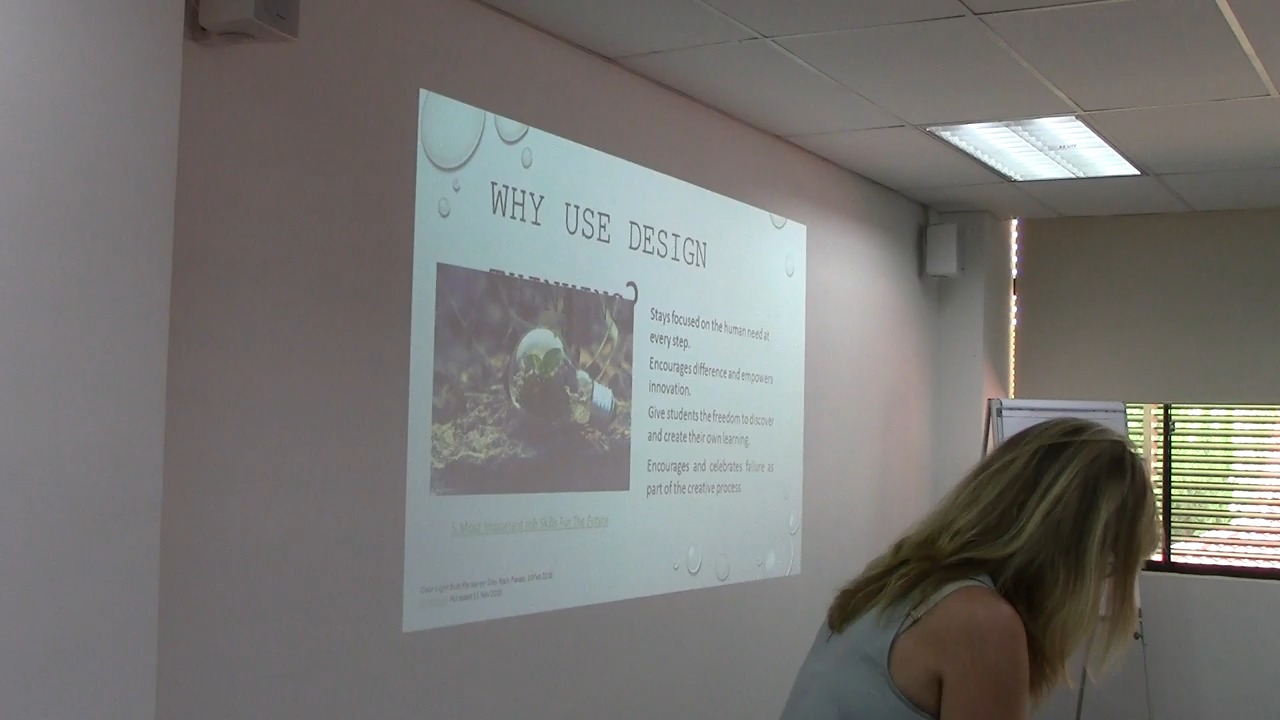 WHY USE DESIGN
THINKING?
Stays focused on the human need at
every step.
Encourages difference and empowers
innovation.
Give students the freedom to discover
and create their own learning.
Encourages and celebrates failure as
part of the creative process.
5 Most Important Job Skills For The Future